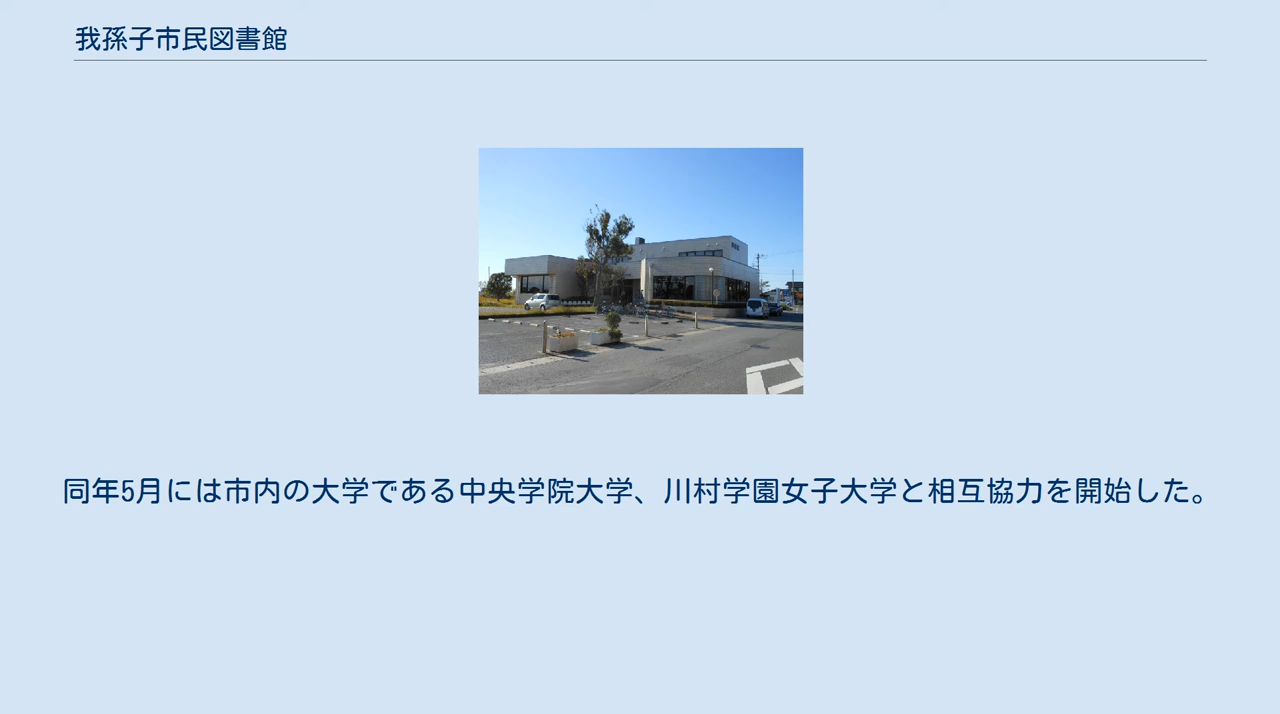 我孫子市民図書館
同年5月には市内の大学である中央学院大学、川村学園女子大学と相互協力を開始した。